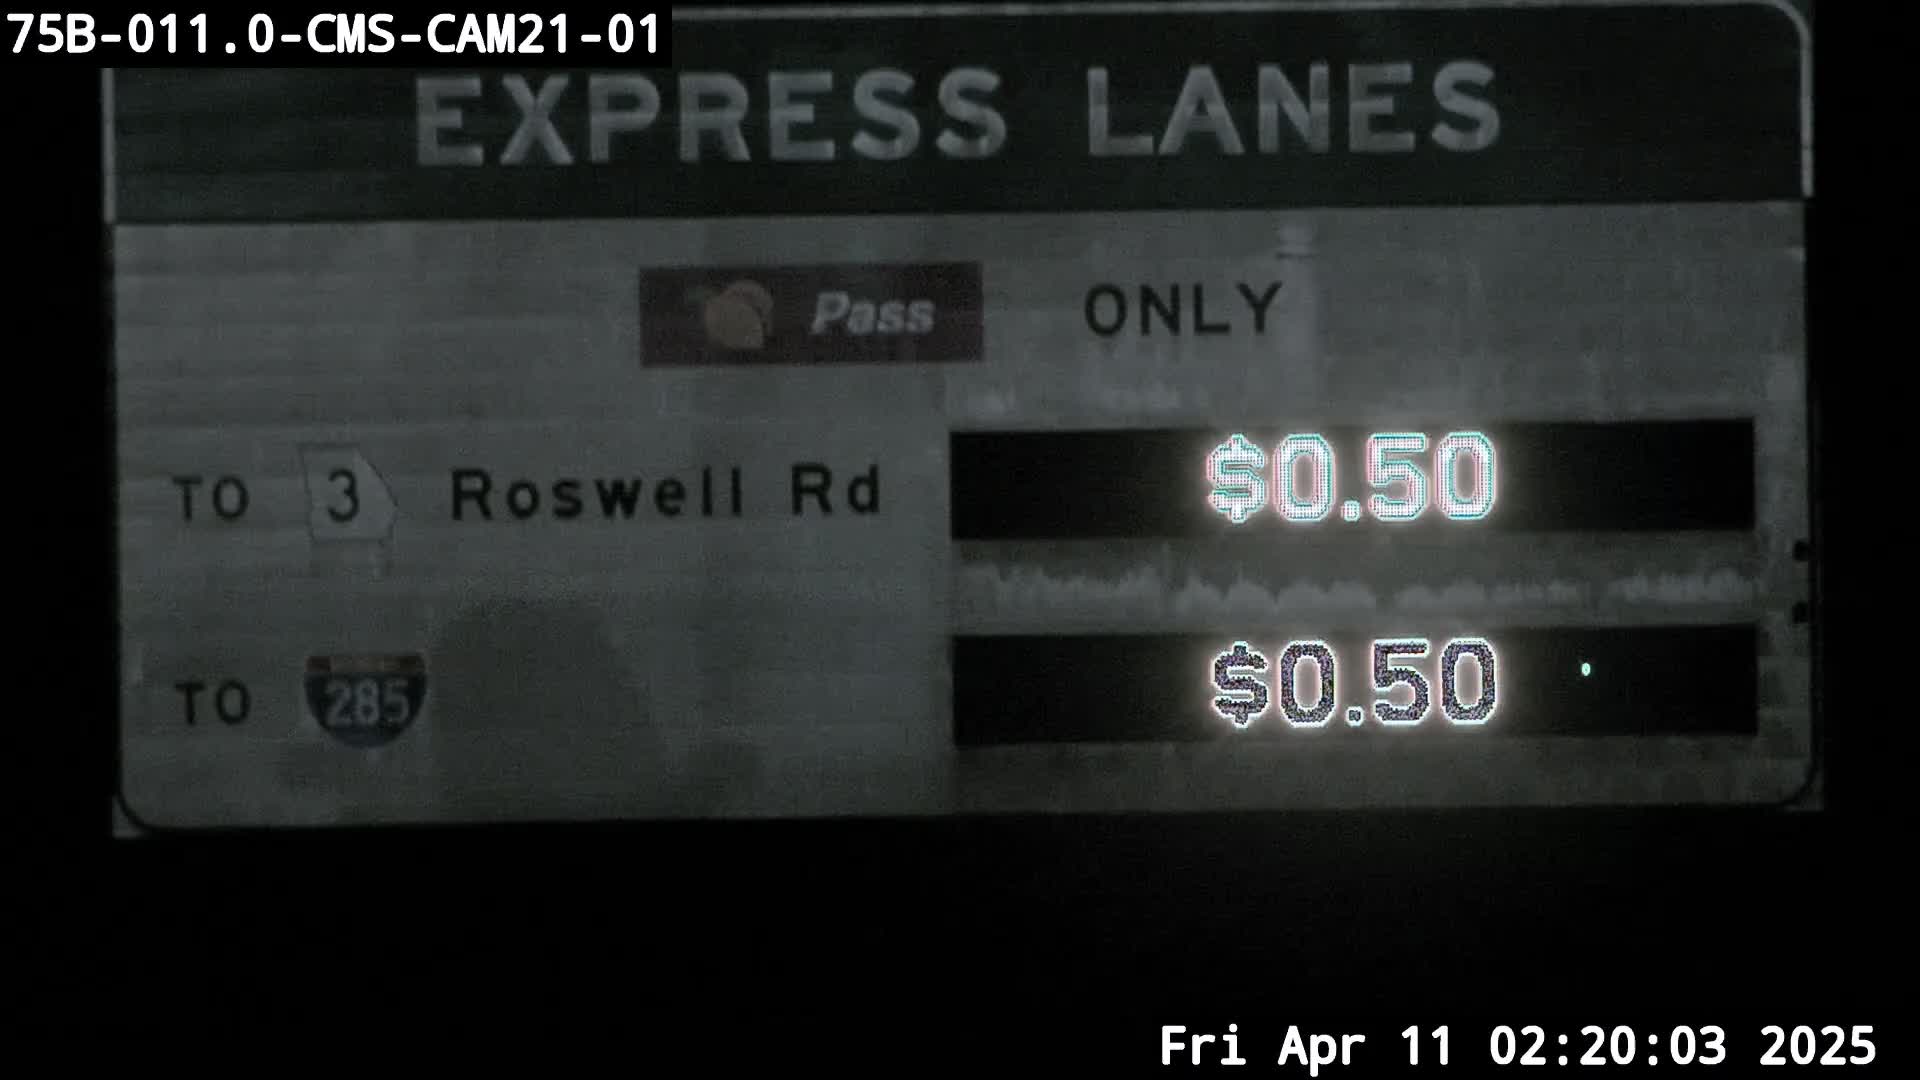 75B-011.0-CMS-CAM21-01
EXPRESS LANES
Pass ONLY
TO 3 Roswell Rd $0.50
TO 285 $0.50
Fri Apr 11 02:20:03 2025